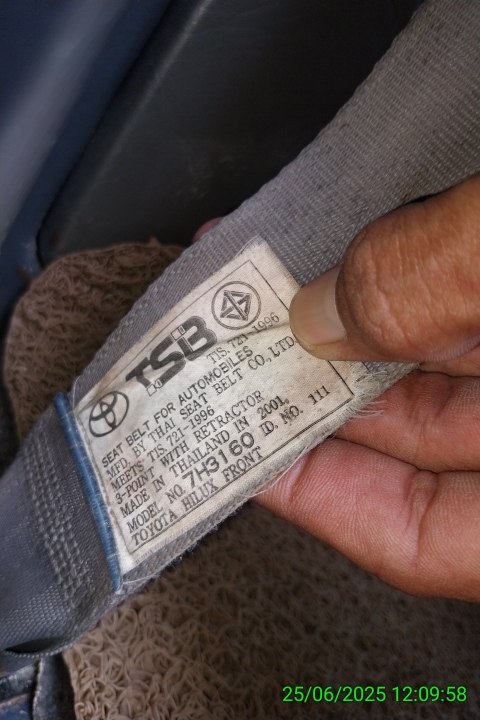 TSB
TIS. 721-1996
SEAT BELT FOR AUTOMOBILES
MFD. BY THAI SEAT BELT CO., LTD
MEETS TIS. 721-1996
3-POINT WITH RETRACTOR
MADE IN THAILAND IN 2001,
MODEL NO. 7H3160 ID. NO. 111
TOYOTA HILUX FRONT
25/06/2025 12:09:58